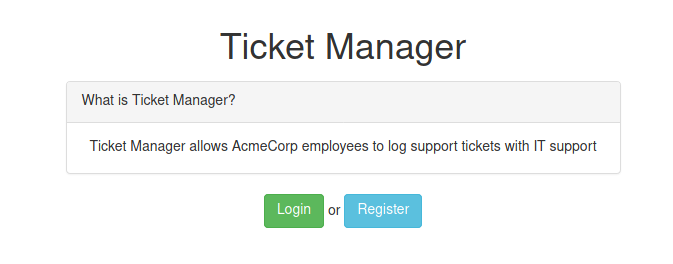 Ticket Manager
What is Ticket Manager?
Ticket Manager allows AcmeCorp employees to log support tickets with IT support
Login or Register